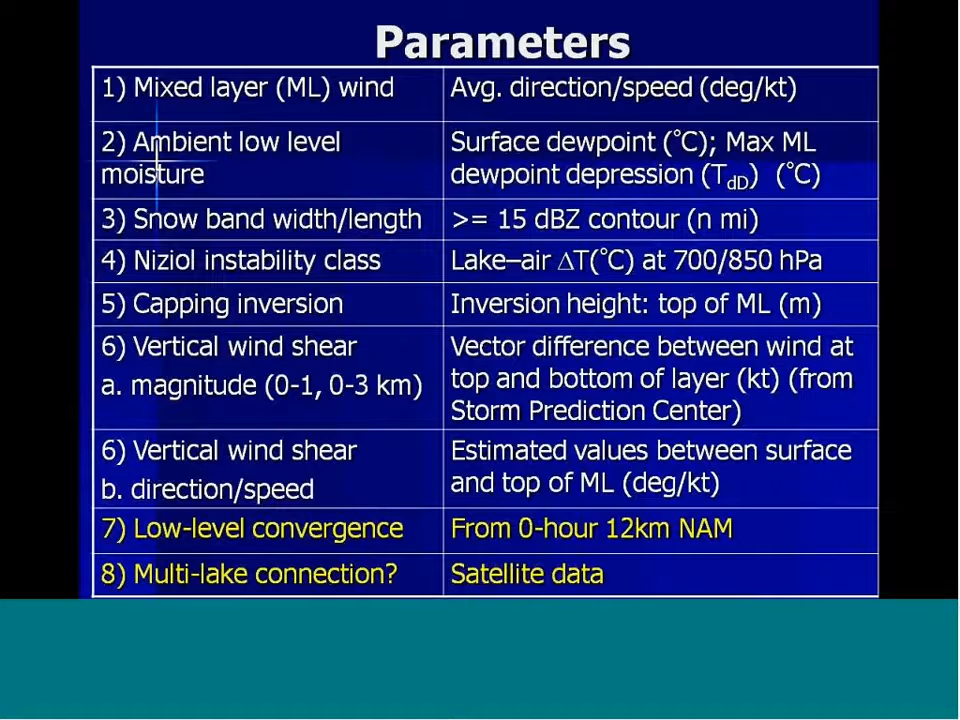 Parameters
1) Mixed layer (ML) wind
Avg. direction/speed (deg/kt)
2) Ambient low level
moisture
Surface dewpoint (°C); Max ML
dewpoint depression (TdD) (°C)
3) Snow band width/length
>= 15 dBZ contour (n mi)
4) Niziol instability class
Lake–air ΔT(°C) at 700/850 hPa
5) Capping inversion
Inversion height: top of ML (m)
6) Vertical wind shear
a. magnitude (0-1, 0-3 km)
Vector difference between wind at
top and bottom of layer (kt) (from
Storm Prediction Center)
6) Vertical wind shear
b. direction/speed
Estimated values between surface
and top of ML (deg/kt)
7) Low-level convergence
From 0-hour 12km NAM
8) Multi-lake connection?
Satellite data